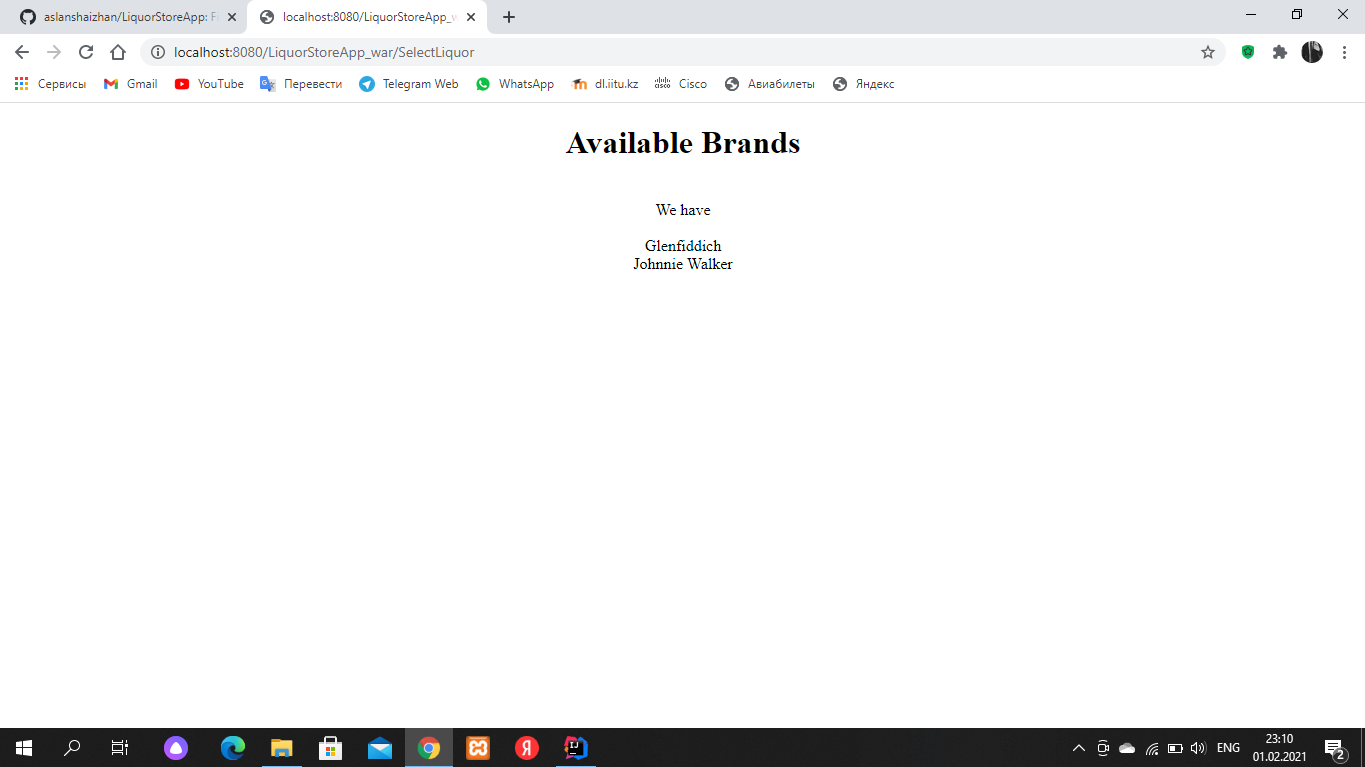 aslanshaizhan/LiquorStoreApp: Fi
localhost:8080/LiquorStoreApp_w
localhost:8080/LiquorStoreApp_war/SelectLiquor
Сервисы Gmail YouTube Перевести Telegram Web WhatsApp dl.iitu.kz Cisco Авиабилеты Яндекс
Available Brands
We have
Glenfiddich
Johnnie Walker
ENG
23:10
01.02.2021
2